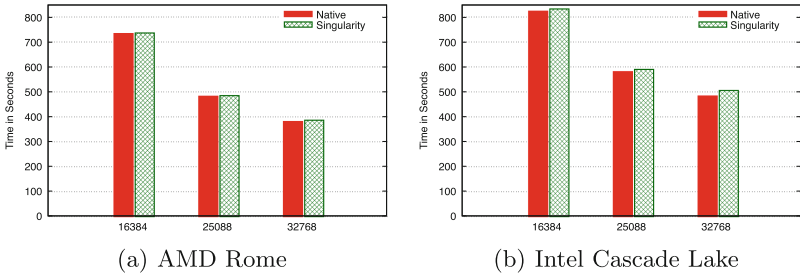 Native
Singularity
Time in Seconds
800
700
600
500
400
300
200
100
0
16384 25088 32768
(a) AMD Rome
Native
Singularity
Time in Seconds
800
700
600
500
400
300
200
100
0
16384 25088 32768
(b) Intel Cascade Lake